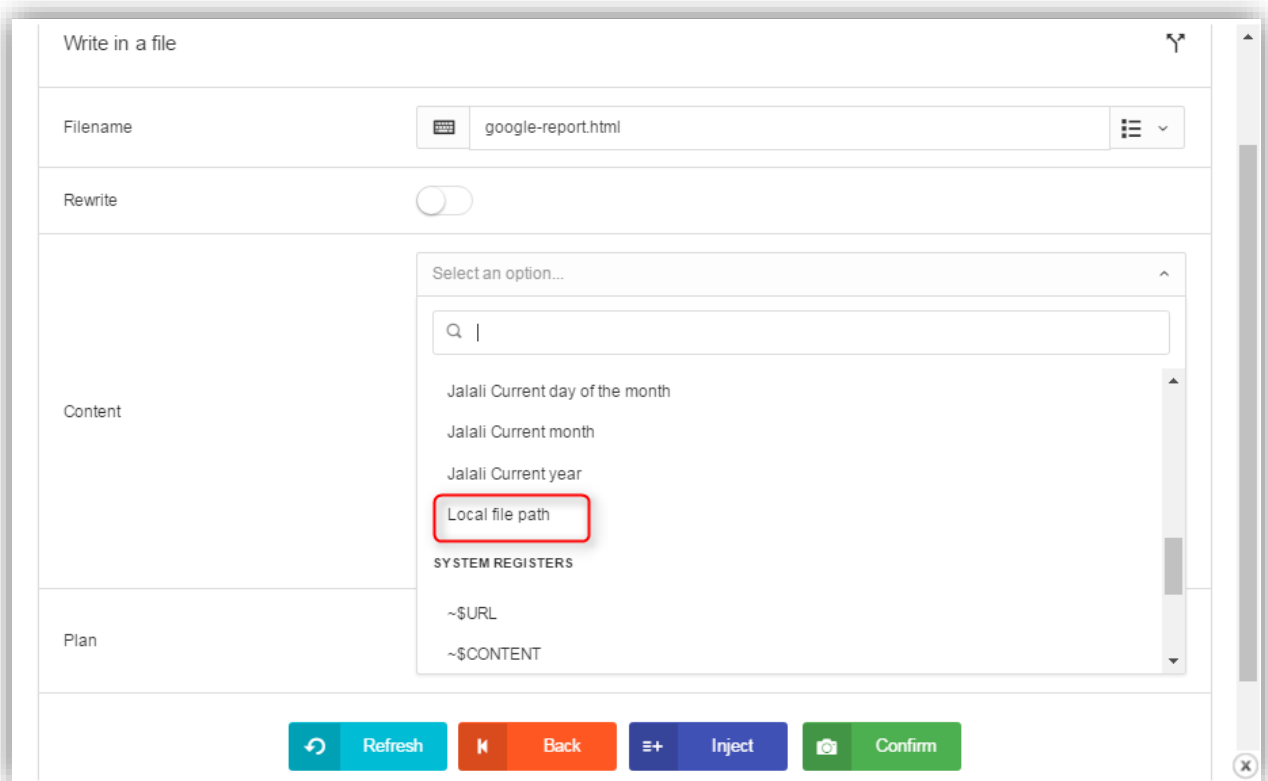 Write in a file
Filename
google-report.html
Rewrite
Select an option...
Jalali Current day of the month
Jalali Current month
Content
Jalali Current year
Local file path
SYSTEM REGISTERS
~$URL
Plan
~$CONTENT
Refresh
Back
Inject
Confirm